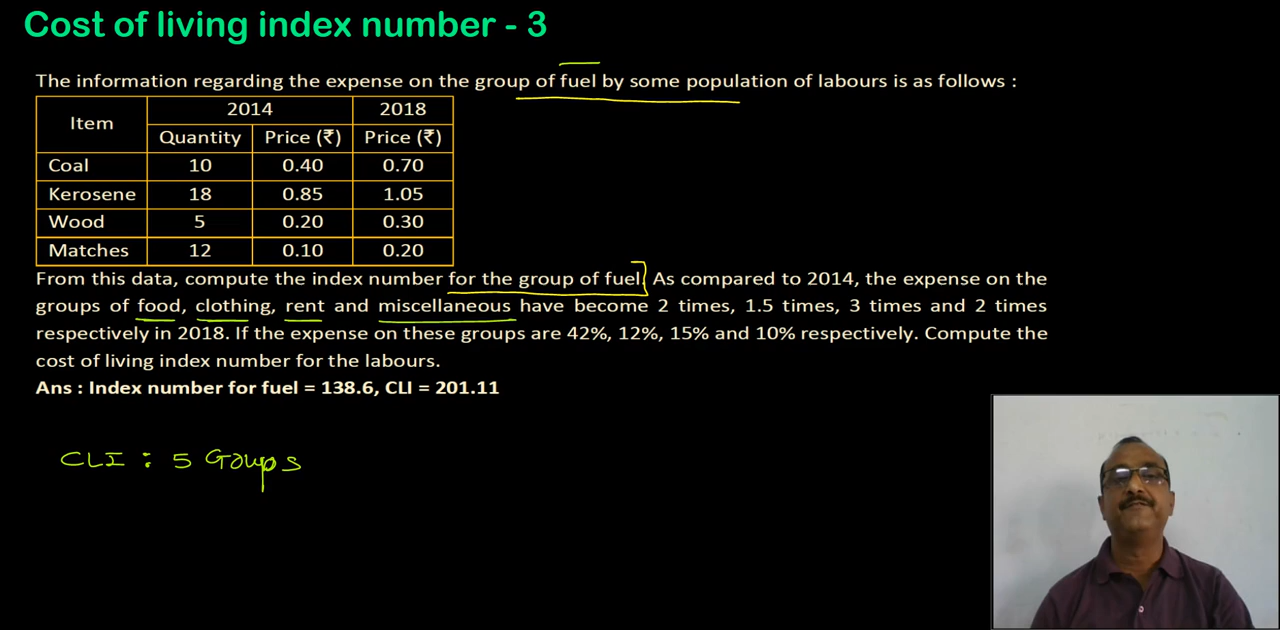 Cost of living index number - 3
The information regarding the expense on the group of fuel by some population of labours is as follows :
Item 2014 2018
Quantity Price (₹) Price (₹)
Coal 10 0.40 0.70
Kerosene 18 0.85 1.05
Wood 5 0.20 0.30
Matches 12 0.10 0.20
From this data, compute the index number for the group of fuel. As compared to 2014, the expense on the
groups of food, clothing, rent and miscellaneous have become 2 times, 1.5 times, 3 times and 2 times
respectively in 2018. If the expense on these groups are 42%, 12%, 15% and 10% respectively. Compute the
cost of living index number for the labours.
Ans : Index number for fuel = 138.6, CLI = 201.11
CLI : 5 Groups